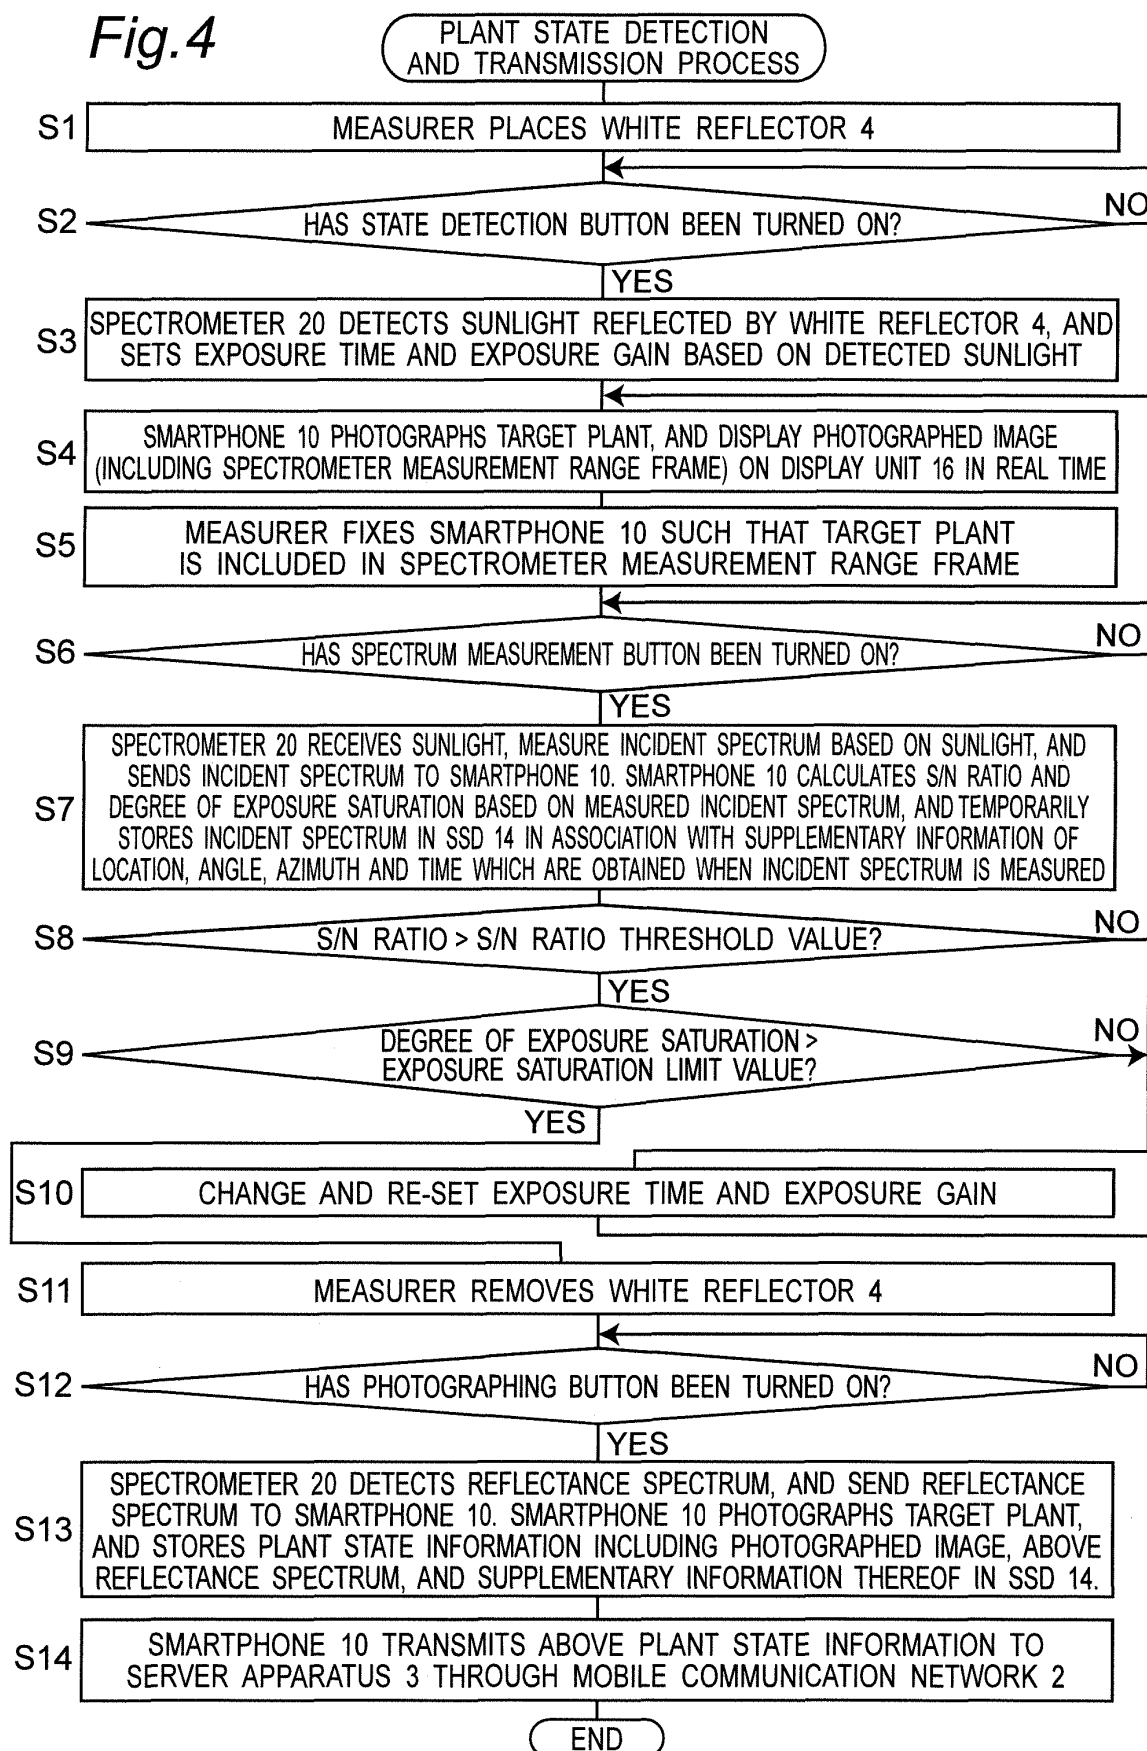 Fig.4
PLANT STATE DETECTION
AND TRANSMISSION PROCESS
S1
MEASURER PLACES WHITE REFLECTOR 4
S2
HAS STATE DETECTION BUTTON BEEN TURNED ON?
NO
YES
S3
SPECTROMETER 20 DETECTS SUNLIGHT REFLECTED BY WHITE REFLECTOR 4, AND
SETS EXPOSURE TIME AND EXPOSURE GAIN BASED ON DETECTED SUNLIGHT
S4
SMARTPHONE 10 PHOTOGRAPHS TARGET PLANT, AND DISPLAY PHOTOGRAPHED IMAGE
(INCLUDING SPECTROMETER MEASUREMENT RANGE FRAME) ON DISPLAY UNIT 16 IN REAL TIME
S5
MEASURER FIXES SMARTPHONE 10 SUCH THAT TARGET PLANT
IS INCLUDED IN SPECTROMETER MEASUREMENT RANGE FRAME
S6
HAS SPECTRUM MEASUREMENT BUTTON BEEN TURNED ON?
NO
YES
S7
SPECTROMETER 20 RECEIVES SUNLIGHT, MEASURE INCIDENT SPECTRUM BASED ON SUNLIGHT, AND
SENDS INCIDENT SPECTRUM TO SMARTPHONE 10. SMARTPHONE 10 CALCULATES S/N RATIO AND
DEGREE OF EXPOSURE SATURATION BASED ON MEASURED INCIDENT SPECTRUM, AND TEMPORARILY
STORES INCIDENT SPECTRUM IN SSD 14 IN ASSOCIATION WITH SUPPLEMENTARY INFORMATION OF
LOCATION, ANGLE, AZIMUTH AND TIME WHICH ARE OBTAINED WHEN INCIDENT SPECTRUM IS MEASURED
S8
S/N RATIO > S/N RATIO THRESHOLD VALUE?
NO
YES
S9
DEGREE OF EXPOSURE SATURATION >
EXPOSURE SATURATION LIMIT VALUE?
NO
YES
S10
CHANGE AND RE-SET EXPOSURE TIME AND EXPOSURE GAIN
S11
MEASURER REMOVES WHITE REFLECTOR 4
S12
HAS PHOTOGRAPHING BUTTON BEEN TURNED ON?
NO
YES
S13
SPECTROMETER 20 DETECTS REFLECTANCE SPECTRUM, AND SEND REFLECTANCE
SPECTRUM TO SMARTPHONE 10. SMARTPHONE 10 PHOTOGRAPHS TARGET PLANT,
AND STORES PLANT STATE INFORMATION INCLUDING PHOTOGRAPHED IMAGE, ABOVE
REFLECTANCE SPECTRUM, AND SUPPLEMENTARY INFORMATION THEREOF IN SSD 14.
S14
SMARTPHONE 10 TRANSMITS ABOVE PLANT STATE INFORMATION TO
SERVER APPARATUS 3 THROUGH MOBILE COMMUNICATION NETWORK 2
END